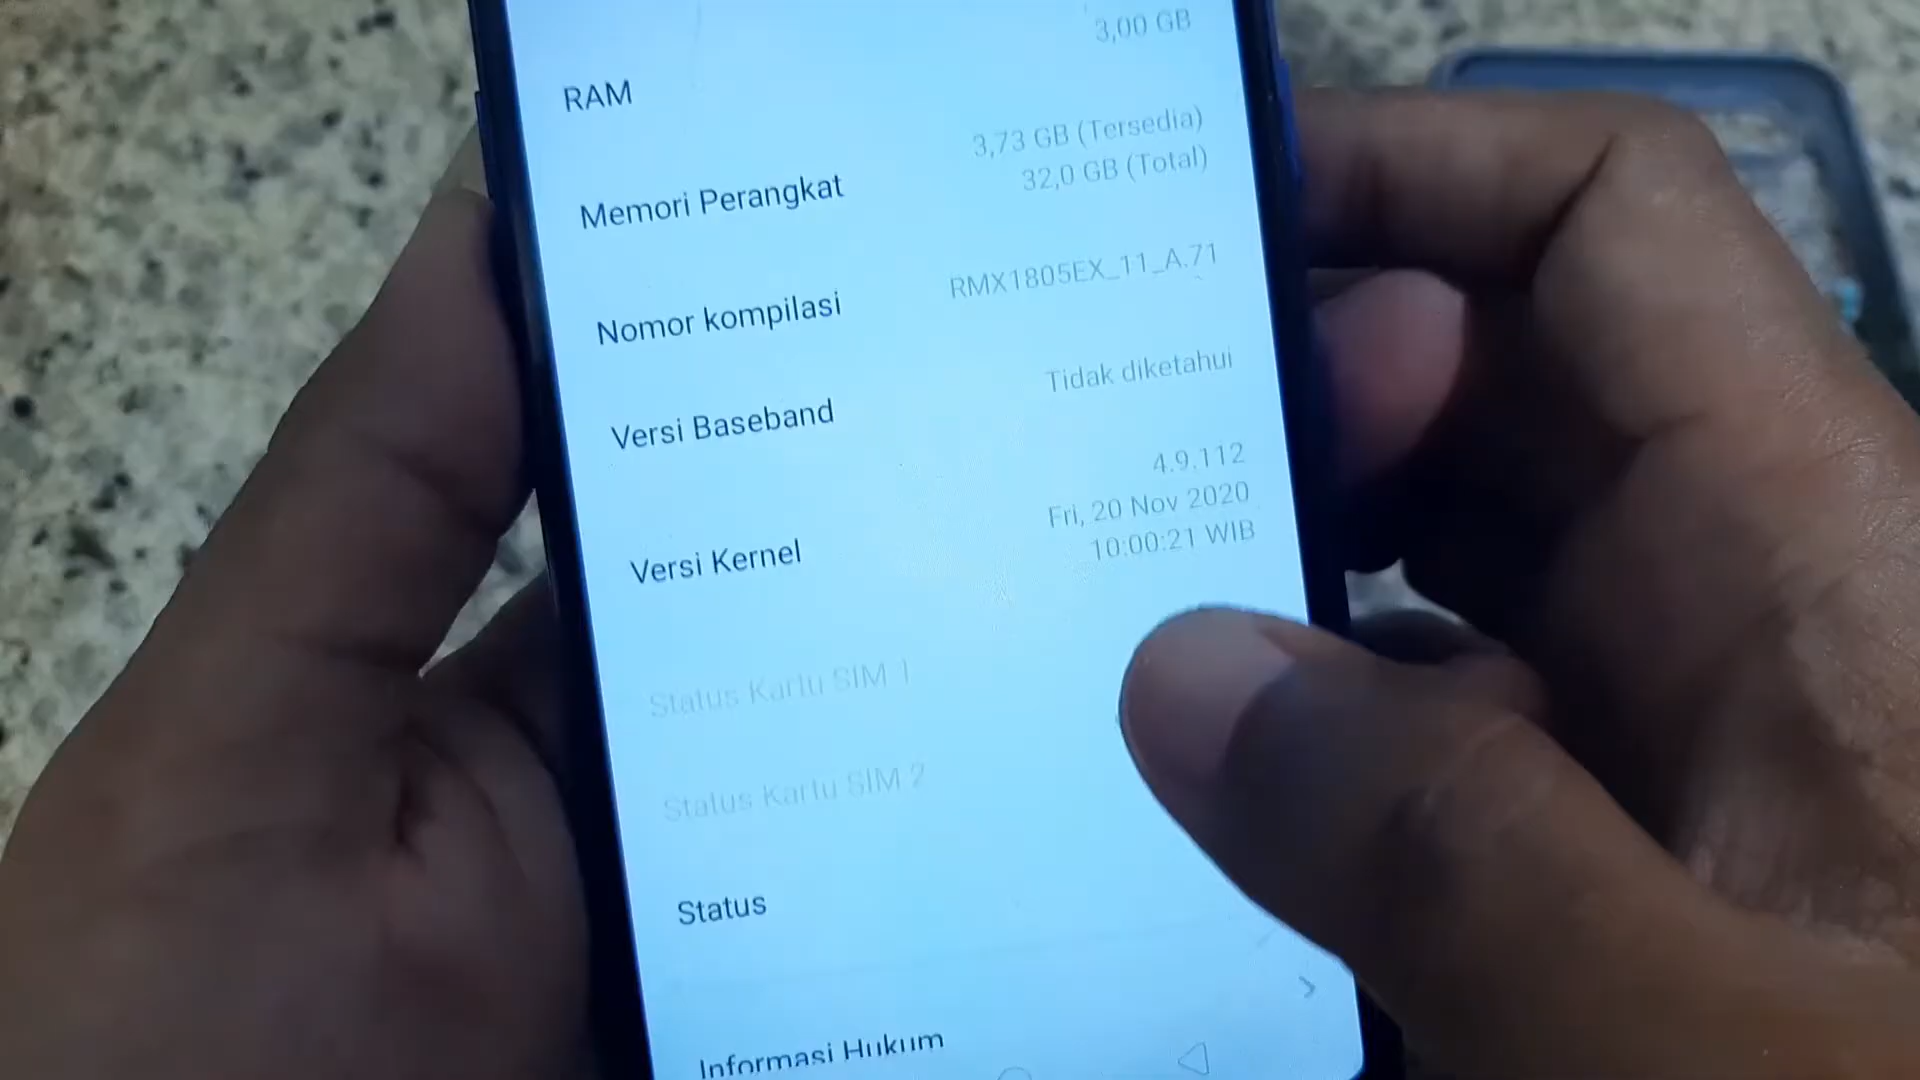 3,00 GB
RAM
3,73 GB (Tersedia)
32,0 GB (Total)
Memori Perangkat
RMX1805EX_11_A.71
Nomor kompilasi
Tidak diketahui
Versi Baseband
4.9.112
Fri, 20 Nov 2020
10:00:21 WIB
Versi Kernel
Status Kartu SIM 1
Status Kartu SIM 2
Status
Informasi Hukum